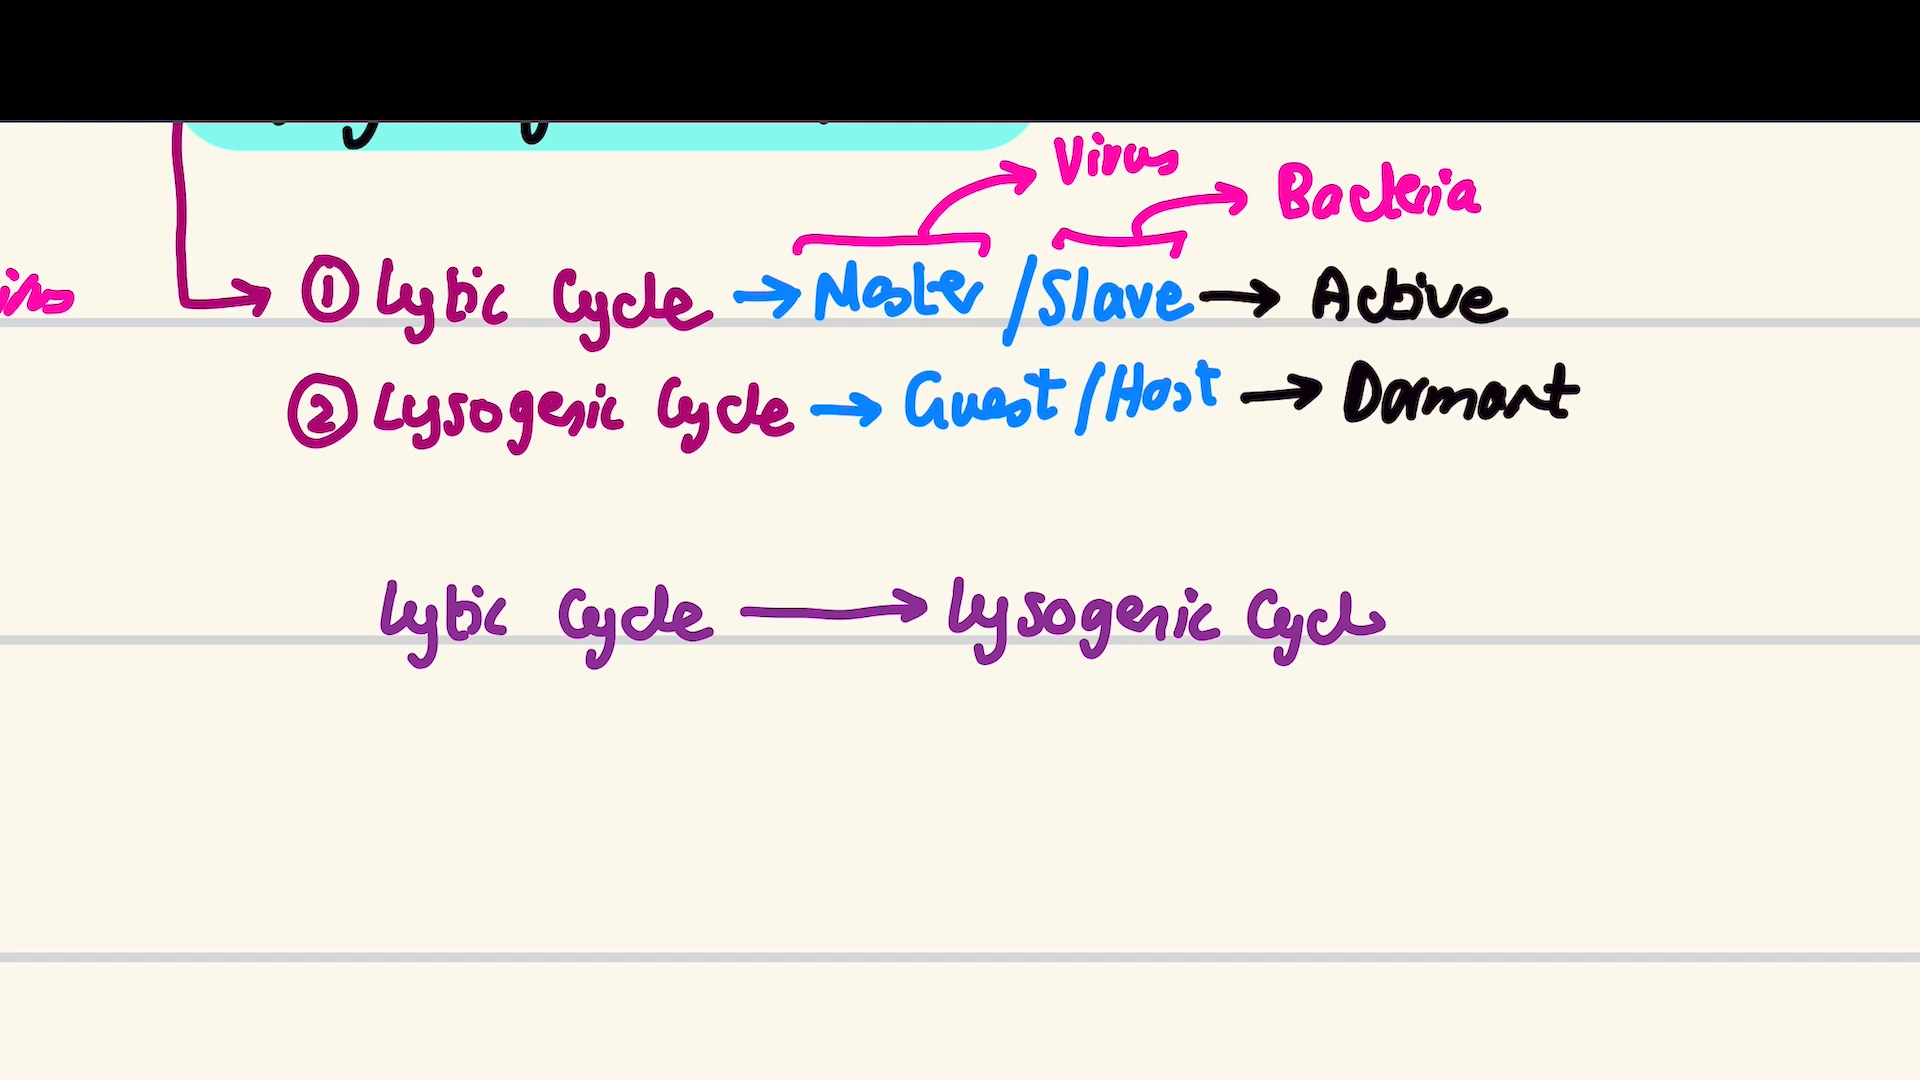 Virus
Bacteria
① Lytic Cycle → Master / Slave → Active
② Lysogenic Cycle → Guest / Host → Dormant
Lytic Cycle → Lysogenic Cycle